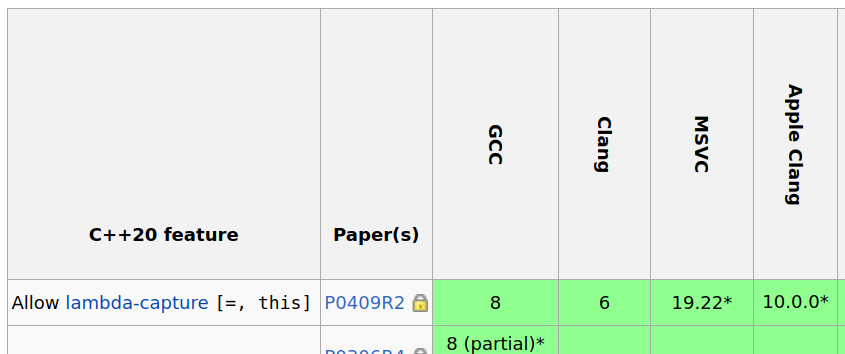 C++20 feature Paper(s) GCC Clang MSVC Apple Clang
Allow lambda-capture [=, this] P0409R2 8 6 19.22* 10.0.0*
8 (partial)*